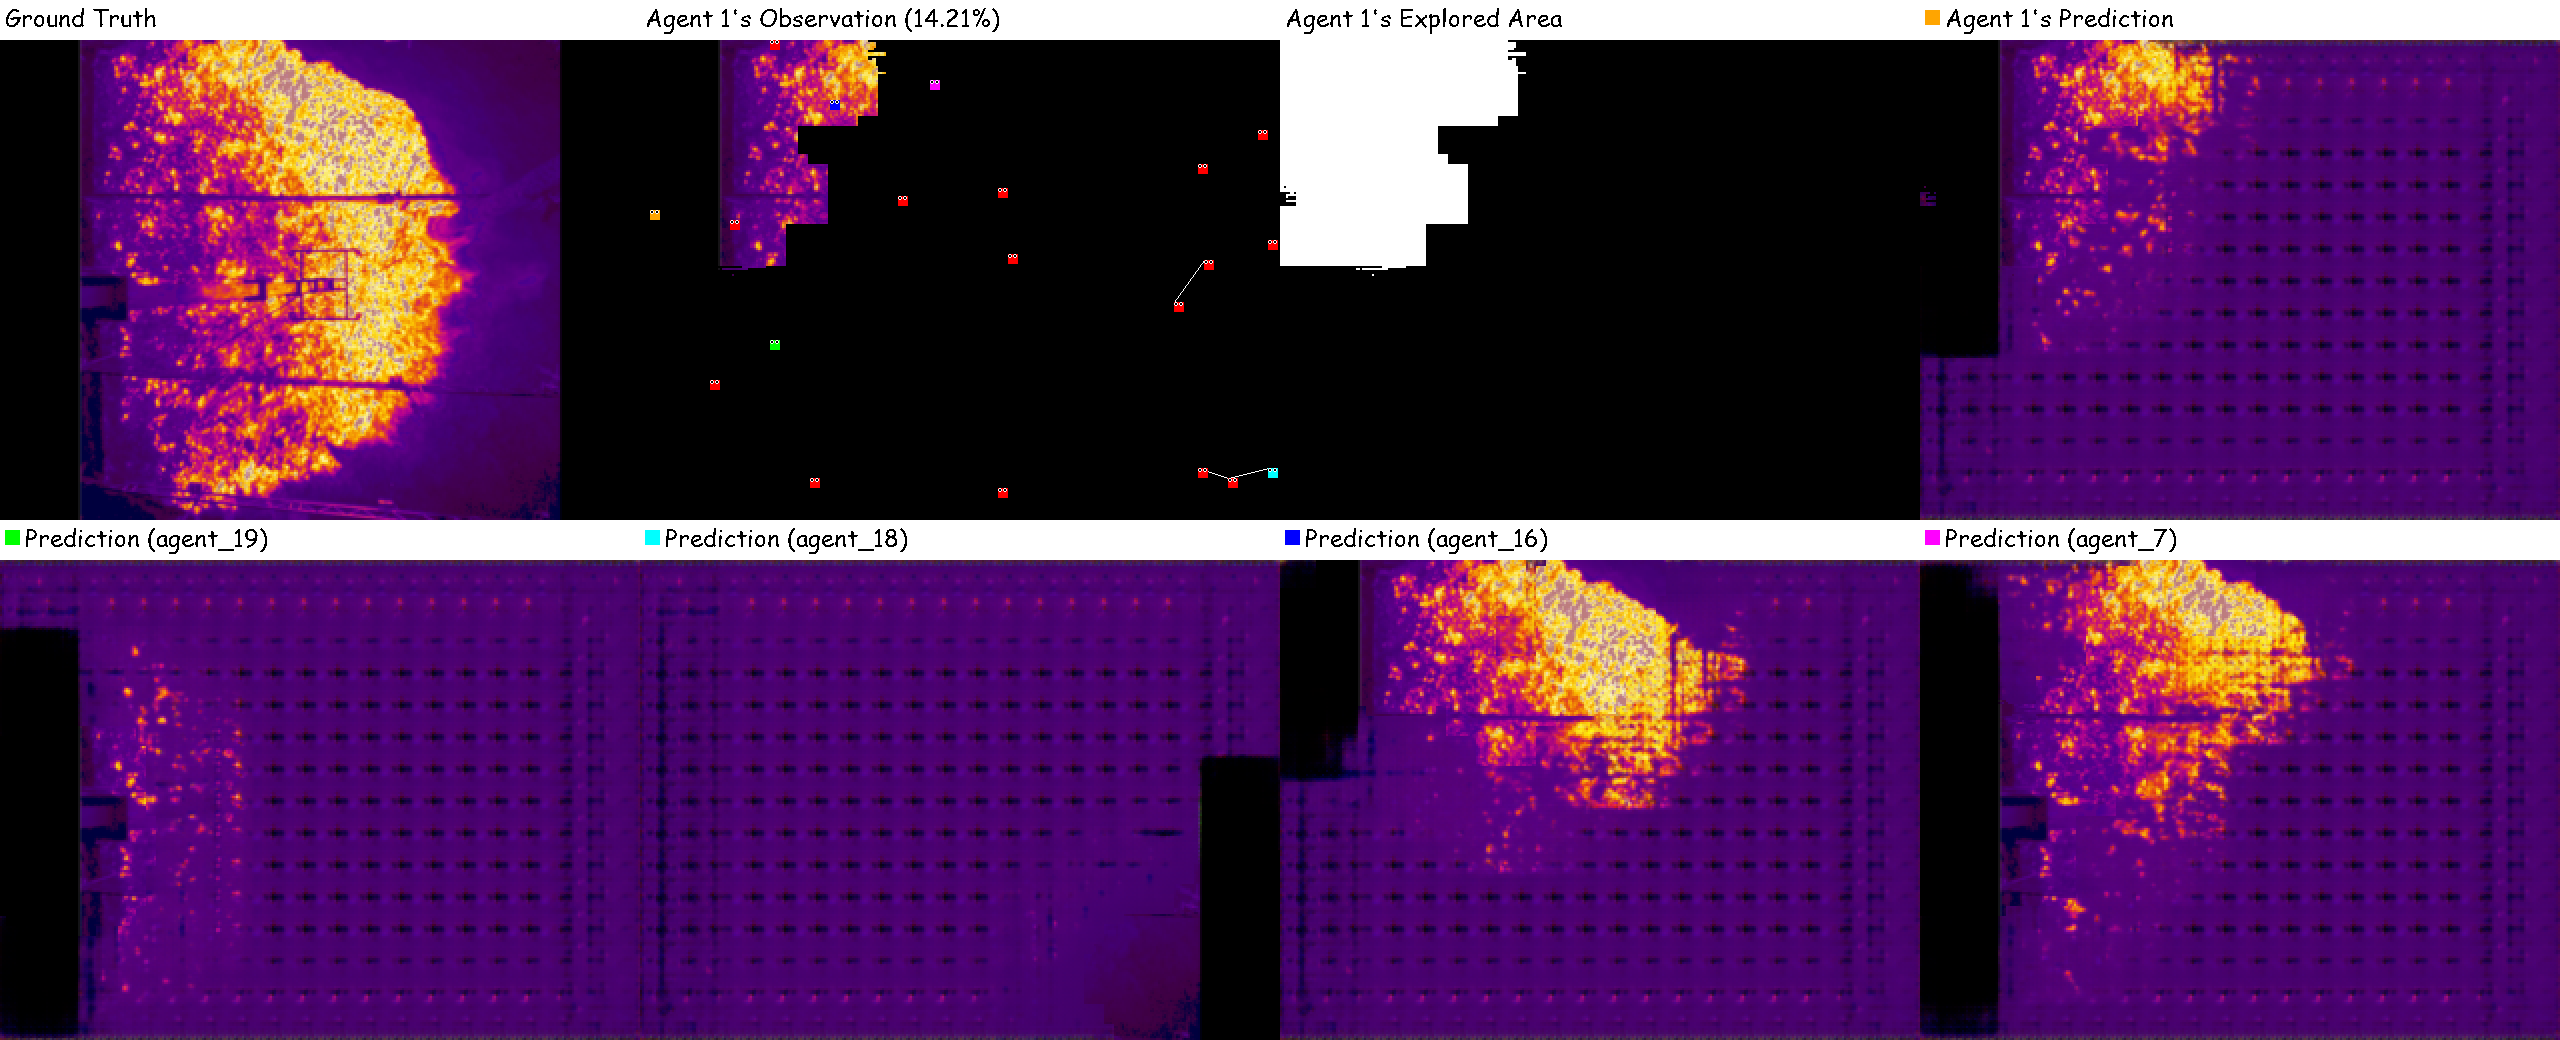 Ground Truth
Agent 1's Observation (14.21%)
Agent 1's Explored Area
Agent 1's Prediction
Prediction (agent_19)
Prediction (agent_18)
Prediction (agent_16)
Prediction (agent_7)